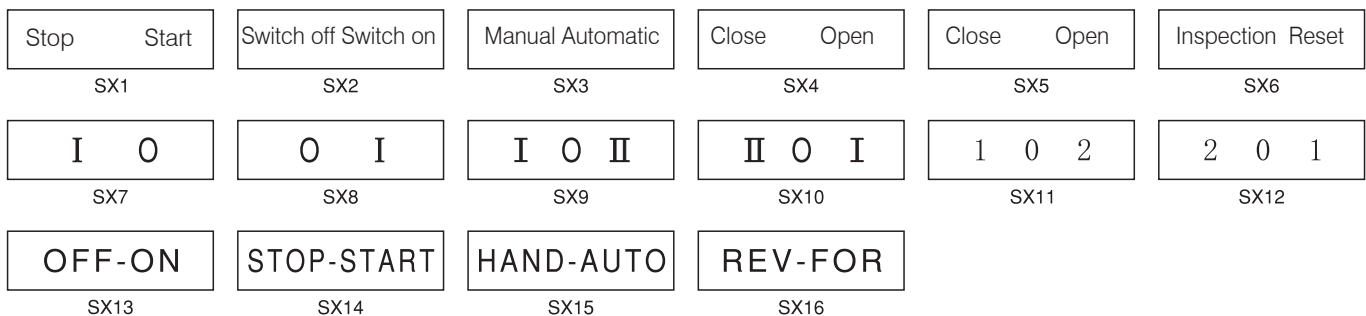 Stop Start
Switch off Switch on
Manual Automatic
Close Open
Close Open
Inspection Reset
SX1 SX2 SX3 SX4 SX5 SX6
I O
O I
I O II
II O I
1 0 2
2 0 1
SX7 SX8 SX9 SX10 SX11 SX12
OFF-ON
STOP-START
HAND-AUTO
REV-FOR
SX13 SX14 SX15 SX16